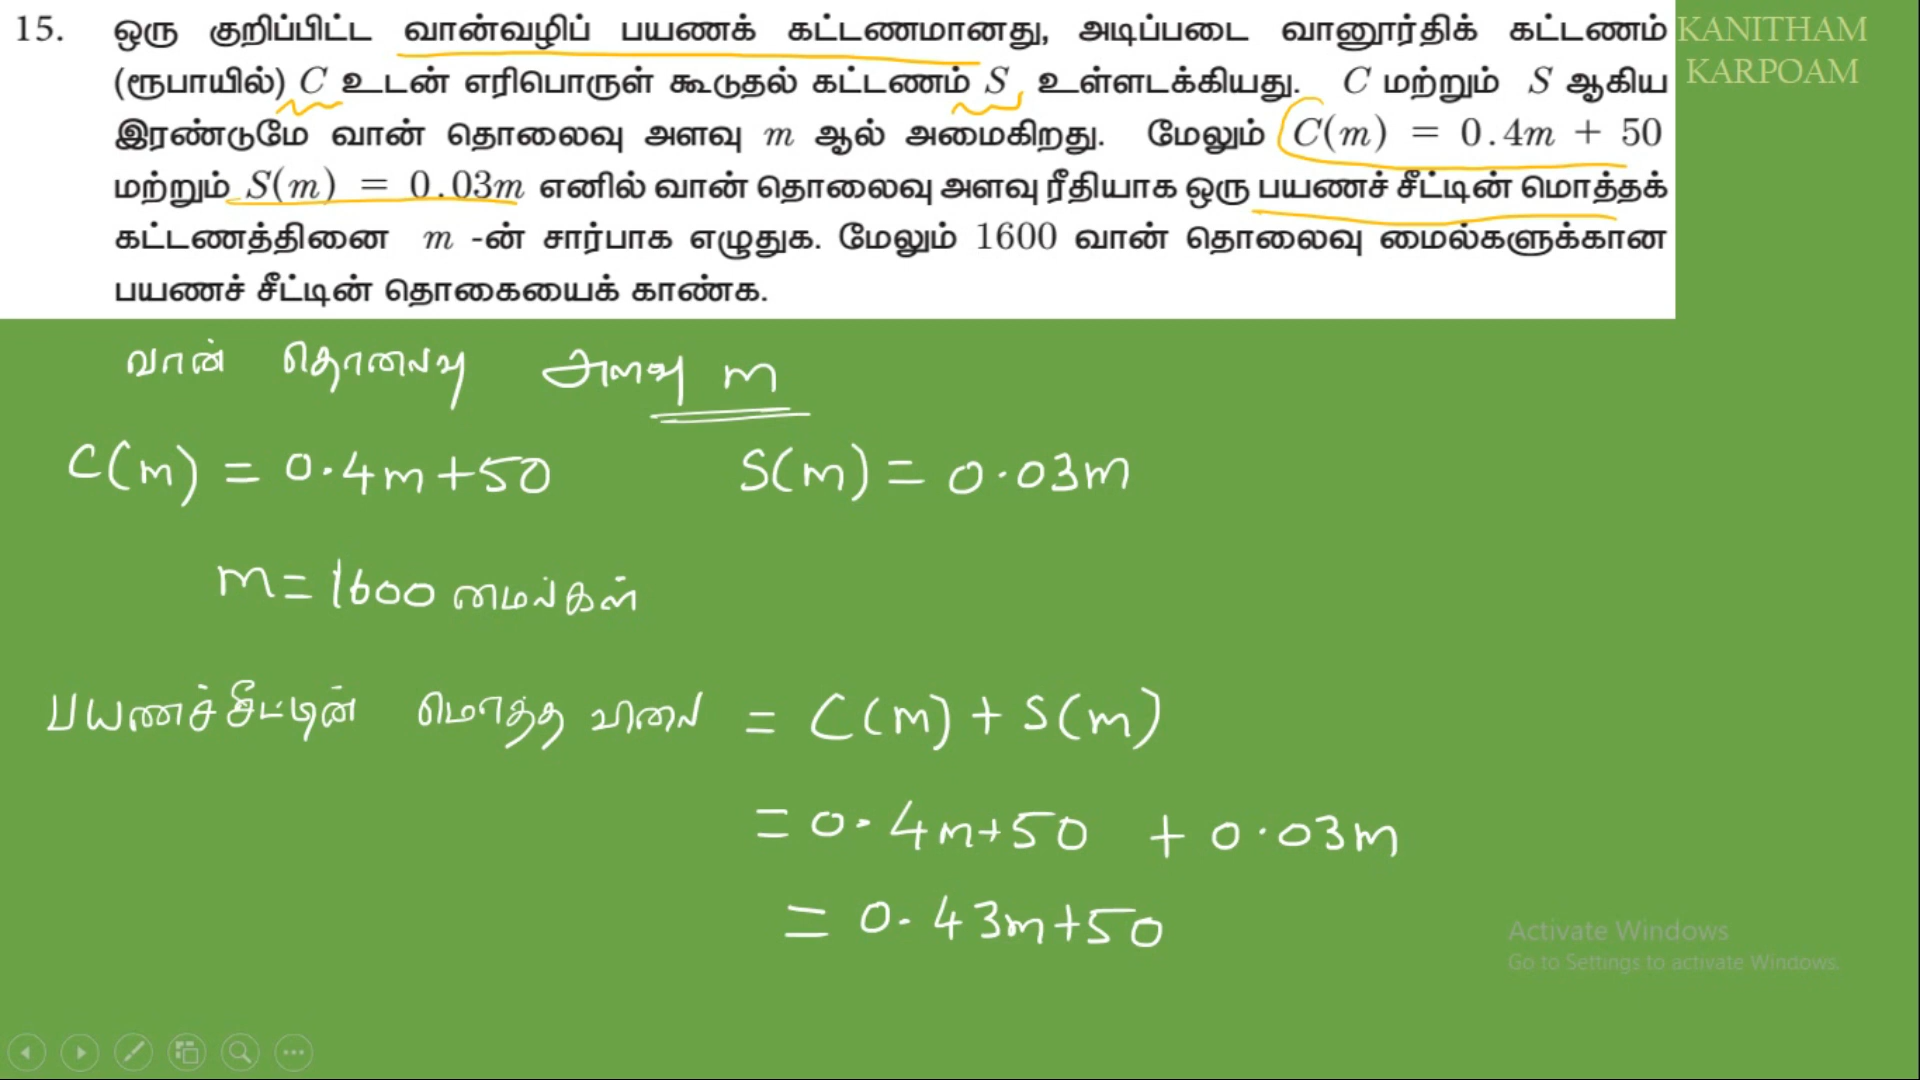 15. ஒரு குறிப்பிட்ட வான்வழிப் பயணக் கட்டணமானது, அடிப்படை வானூர்திக் கட்டணம்
(ரூபாயில்) C உடன் எரிபொருள் கூடுதல் கட்டணம் S உள்ளடக்கியது. C மற்றும் S ஆகிய
இரண்டுமே வான் தொலைவு அளவு m ஆல் அமைகிறது. மேலும் C(m) = 0.4m + 50
மற்றும் S(m) = 0.03m எனில் வான் தொலைவு அளவு ரீதியாக ஒரு பயணச் சீட்டின் மொத்தக்
கட்டணத்தினை m -ன் சார்பாக எழுதுக. மேலும் 1600 வான் தொலைவு மைல்களுக்கான
பயணச் சீட்டின் தொகையைக் காண்க.
KANITHAM
KARPOAM
வான் தொலைவு அளவு m
C(m) = 0.4m+50 S(m) = 0.03m
m = 1600 மைல்கள்
பயணச்சீட்டின் மொத்த விலை = C(m) + S(m)
= 0.4m+50 + 0.03m
= 0.43m+50
Activate Windows
Go to Settings to activate Windows.